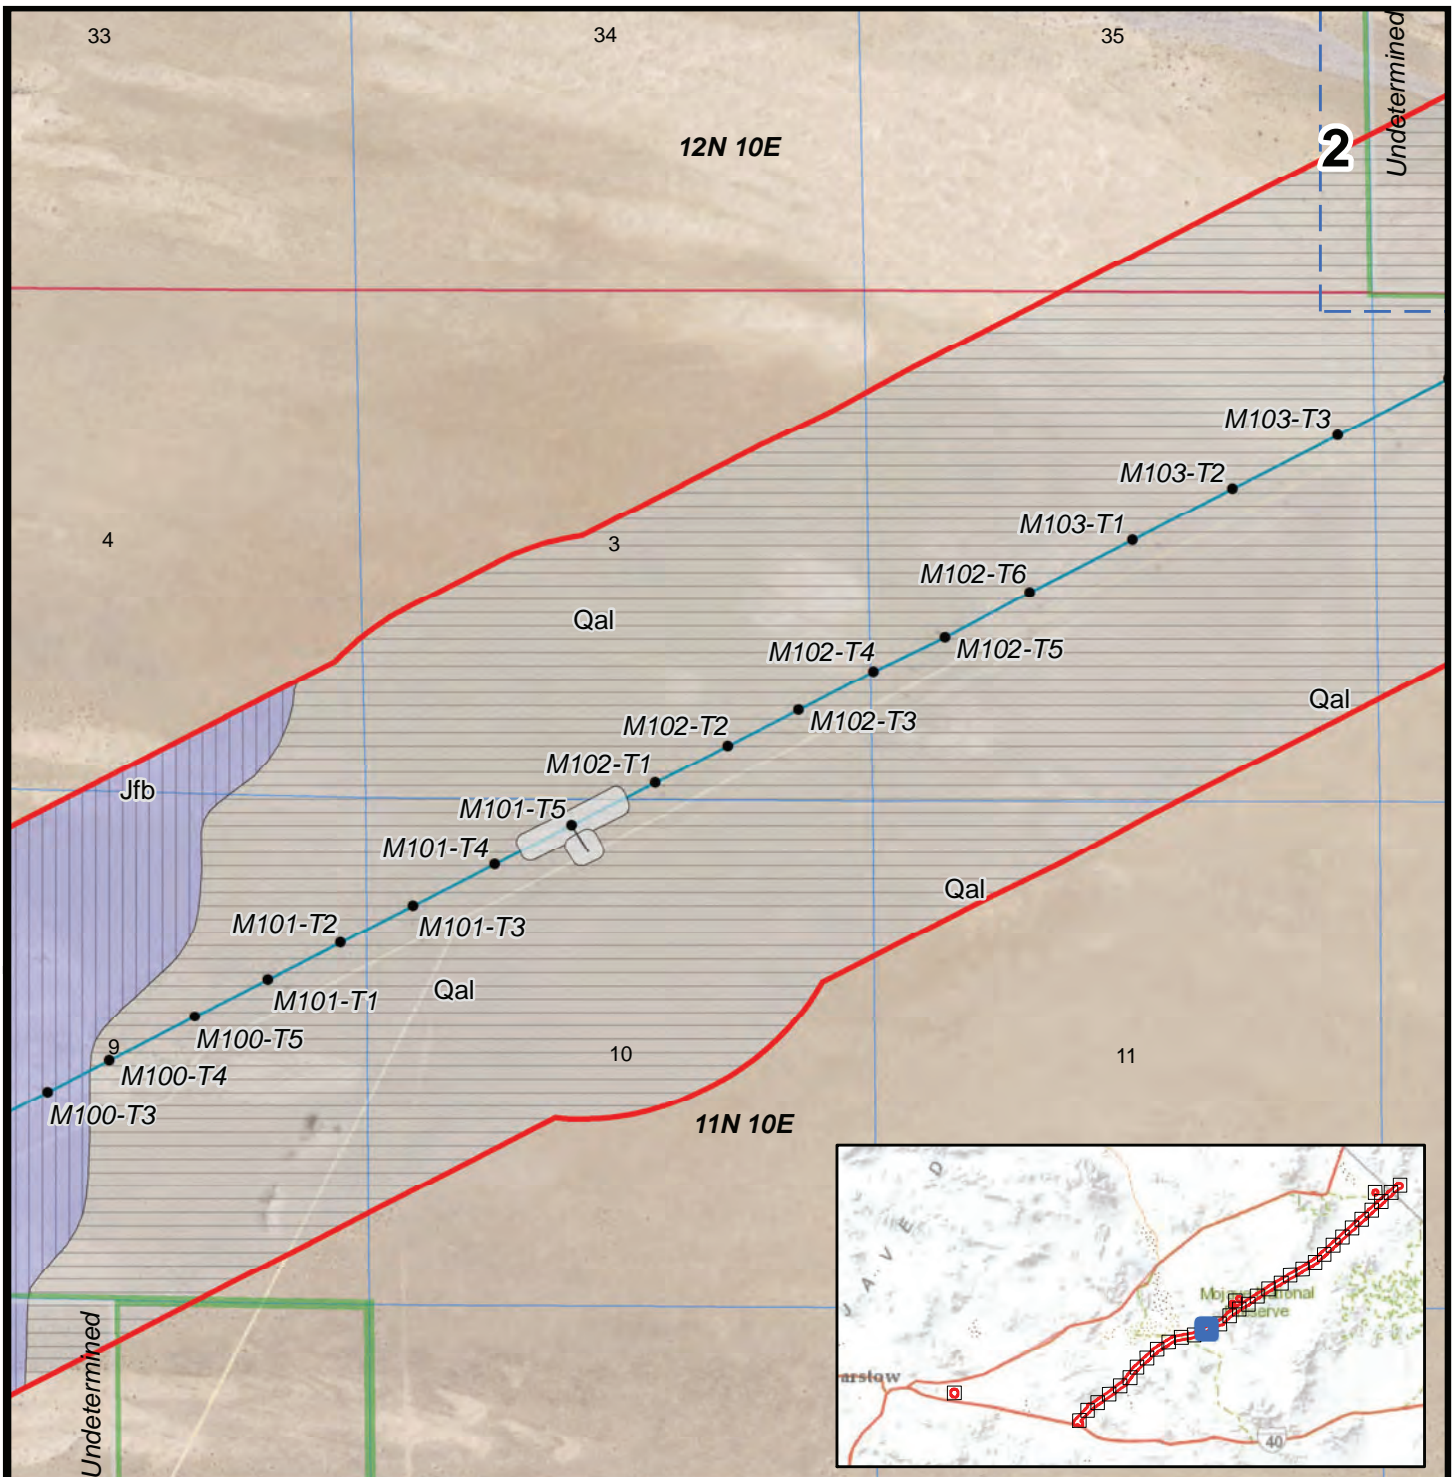 33
34
35
Undetermined
12N 10E
2
M103-T3
M103-T2
M103-T1
4
3
M102-T6
Qal
M102-T4
M102-T5
Qal
M102-T2
M102-T3
M102-T1
Jfb
M101-T5
M101-T4
Qal
M101-T2
M101-T3
Qal
M101-T1
M100-T5
9
10
11
M100-T4
M100-T3
11N 10E
Undetermined
J A V E D
arstow
40